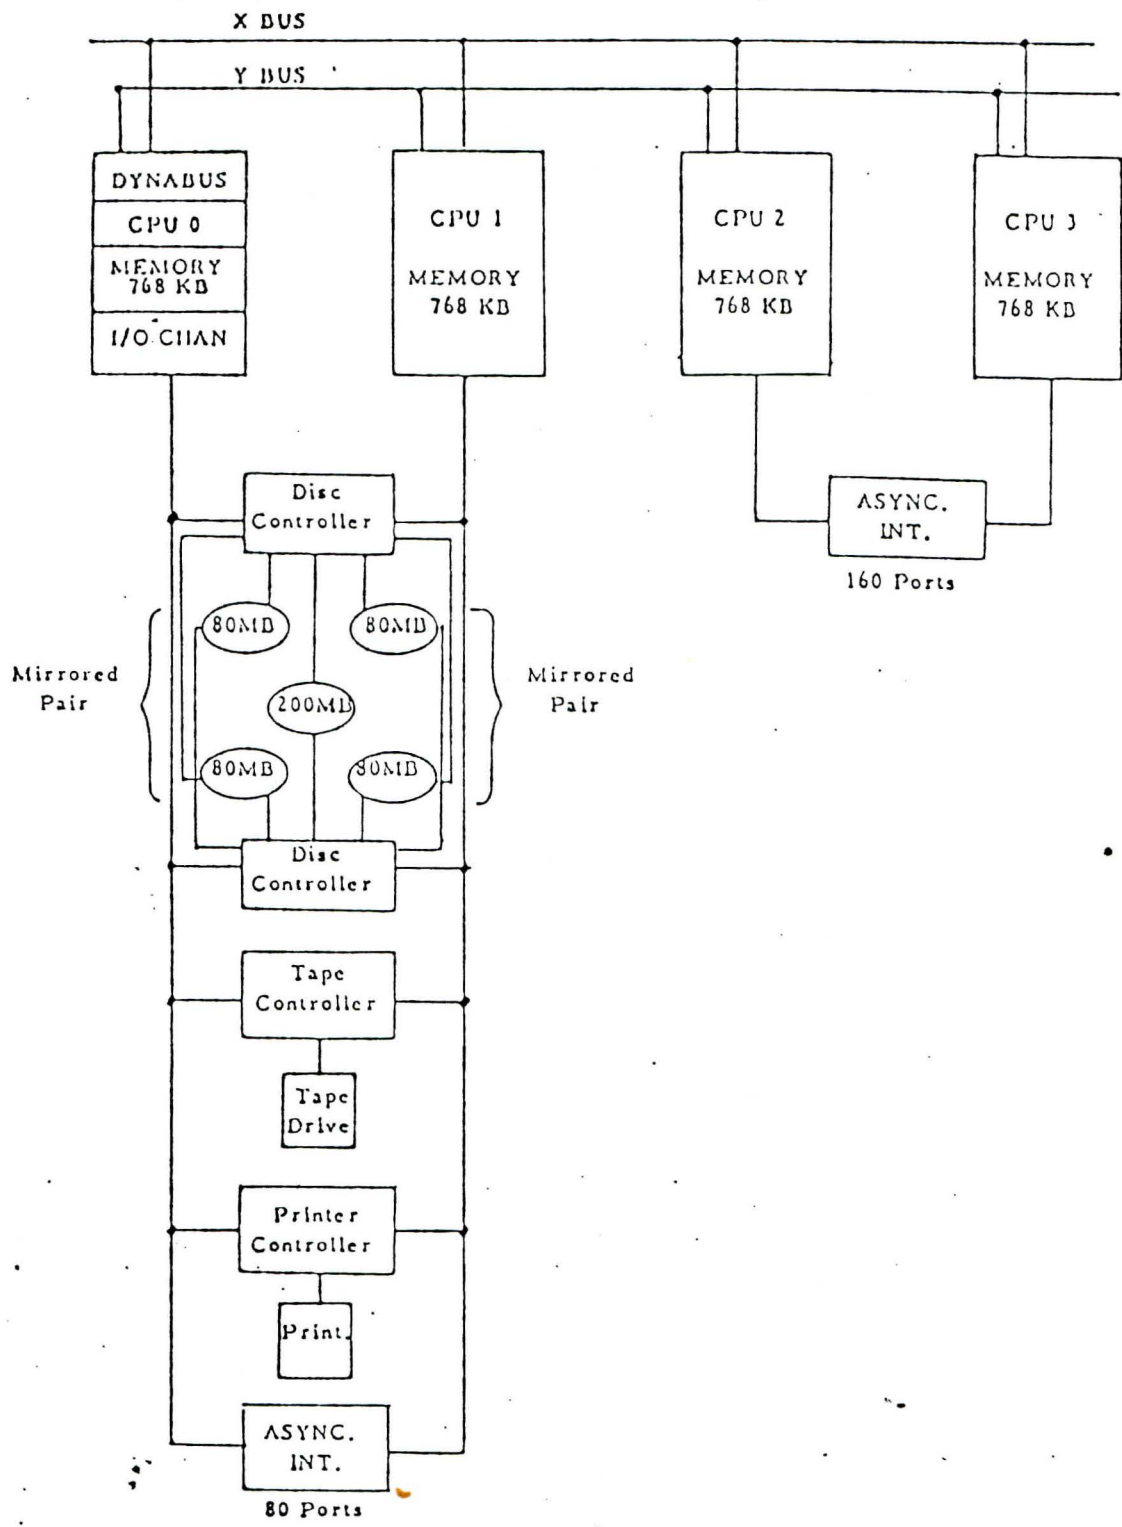 X BUS
Y BUS
DYNABUS
CPU 0
MEMORY
768 KB
I/O CHAN
CPU 1
MEMORY
768 KB
CPU 2
MEMORY
768 KB
CPU 3
MEMORY
768 KB
Disc
Controller
ASYNC.
INT.
160 Ports
80MB
80MB
Mirrored
Pair
200MB
Mirrored
Pair
80MB
80MB
Disc
Controller
Tape
Controller
Tape
Drive
Printer
Controller
Print.
ASYNC.
INT.
80 Ports